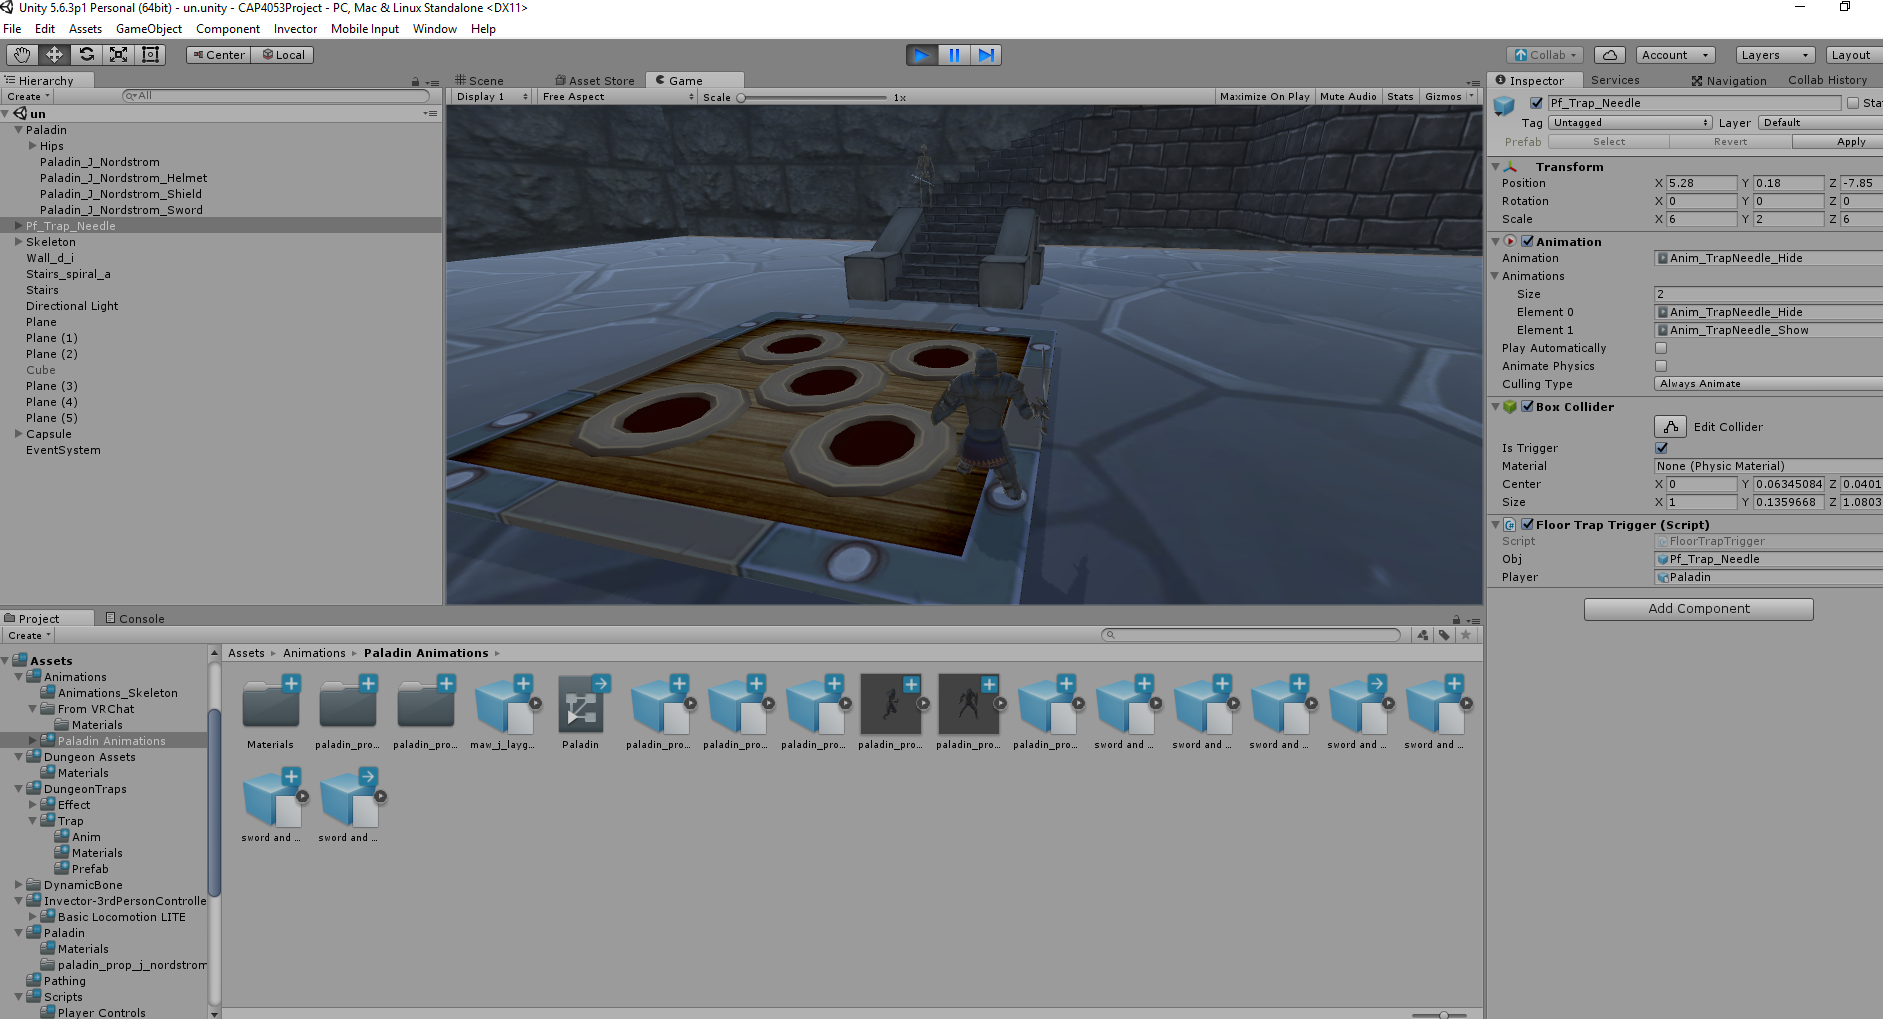 Unity 5.6.3p1 Personal (64bit) - un.unity - CAP4053Project - PC, Mac & Linux Standalone <DX11>
File Edit Assets GameObject Component Invector Mobile Input Window Help
Center Local Collab Account Layers Layout
Hierarchy
Create All
un
Paladin
Hips
Paladin_J_Nordstrom
Paladin_J_Nordstrom_Helmet
Paladin_J_Nordstrom_Shield
Paladin_J_Nordstrom_Sword
Pf_Trap_Needle
Skeleton
Wall_d_i
Stairs_spiral_a
Stairs
Directional Light
Plane
Plane (1)
Plane (2)
Cube
Plane (3)
Plane (4)
Plane (5)
Capsule
EventSystem
Scene Asset Store Game
Display 1 Free Aspect Scale 1x Maximize On Play Mute Audio Stats Gizmos
Inspector Services Navigation Collab History
Pf_Trap_Needle Stat
Tag Untagged Layer Default
Prefab Select Revert Apply
Transform
Position X 5.28 Y 0.18 Z -7.85
Rotation X 0 Y 0 Z 0
Scale X 6 Y 2 Z 6
Animation
Animation Anim_TrapNeedle_Hide
Animations
Size 2
Element 0 Anim_TrapNeedle_Hide
Element 1 Anim_TrapNeedle_Show
Play Automatically
Animate Physics
Culling Type Always Animate
Box Collider
Edit Collider
Is Trigger
Material None (Physic Material)
Center X 0 Y 0.06345084 Z 0.0401
Size X 1 Y 0.1359668 Z 1.0803
Floor Trap Trigger (Script)
Script FloorTrapTrigger
Obj Pf_Trap_Needle
Player Paladin
Add Component
Project Console
Create
Assets
Animations
Animations_Skeleton
From VRChat
Materials
Paladin Animations
Dungeon Assets
Materials
DungeonTraps
Effect
Trap
Anim
Materials
Prefab
DynamicBone
Invector-3rdPersonControlle
Basic Locomotion LITE
Paladin
Materials
paladin_prop_j_nordstrom
Pathing
Scripts
Player Controls
Assets ▸ Animations ▸ Paladin Animations ▸
Materials paladin_pro... paladin_pro... maw_j_layg... Paladin paladin_pro... paladin_pro... paladin_pro... paladin_pro... paladin_pro... paladin_pro... sword and ... sword and ... sword and ... sword and ... sword and ...
sword and ... sword and ...